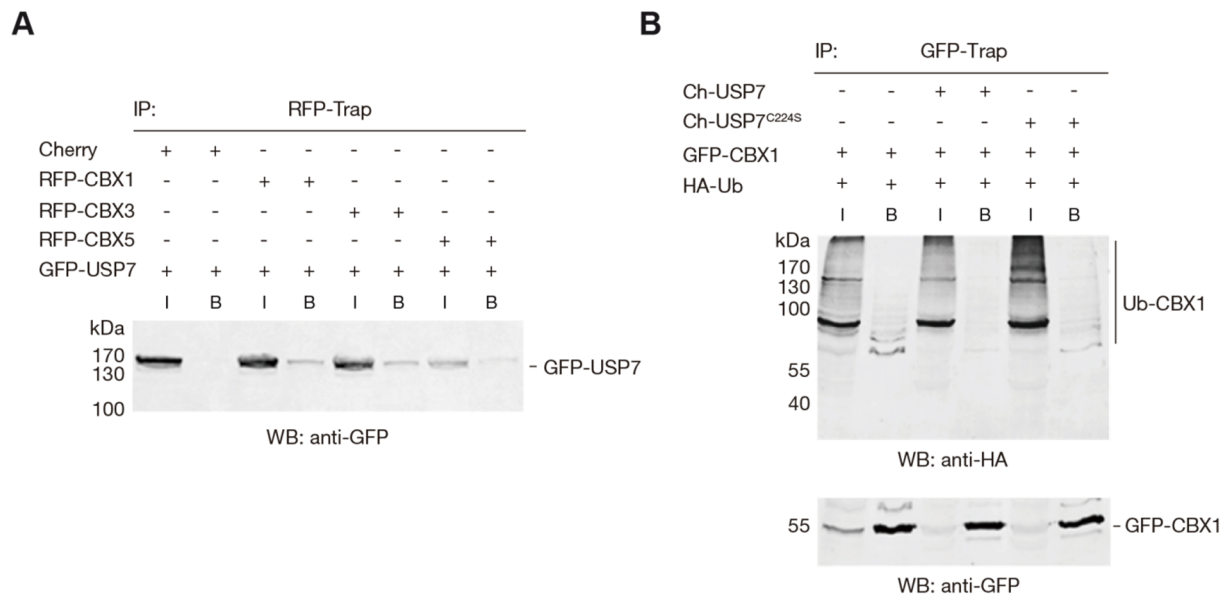 A
IP: RFP-Trap
Cherry + + - - - - - -
RFP-CBX1 - - + + - - - -
RFP-CBX3 - - - - + + - -
RFP-CBX5 - - - - - - + +
GFP-USP7 + + + + + + + +
I B I B I B I B
kDa
170
130
100
GFP-USP7
WB: anti-GFP
B
IP: GFP-Trap
Ch-USP7 - - + + - -
Ch-USP7C224S - - - - + +
GFP-CBX1 + + + + + +
HA-Ub + + + + + +
I B I B I B
kDa
170
130
100
55
40
Ub-CBX1
WB: anti-HA
55
GFP-CBX1
WB: anti-GFP